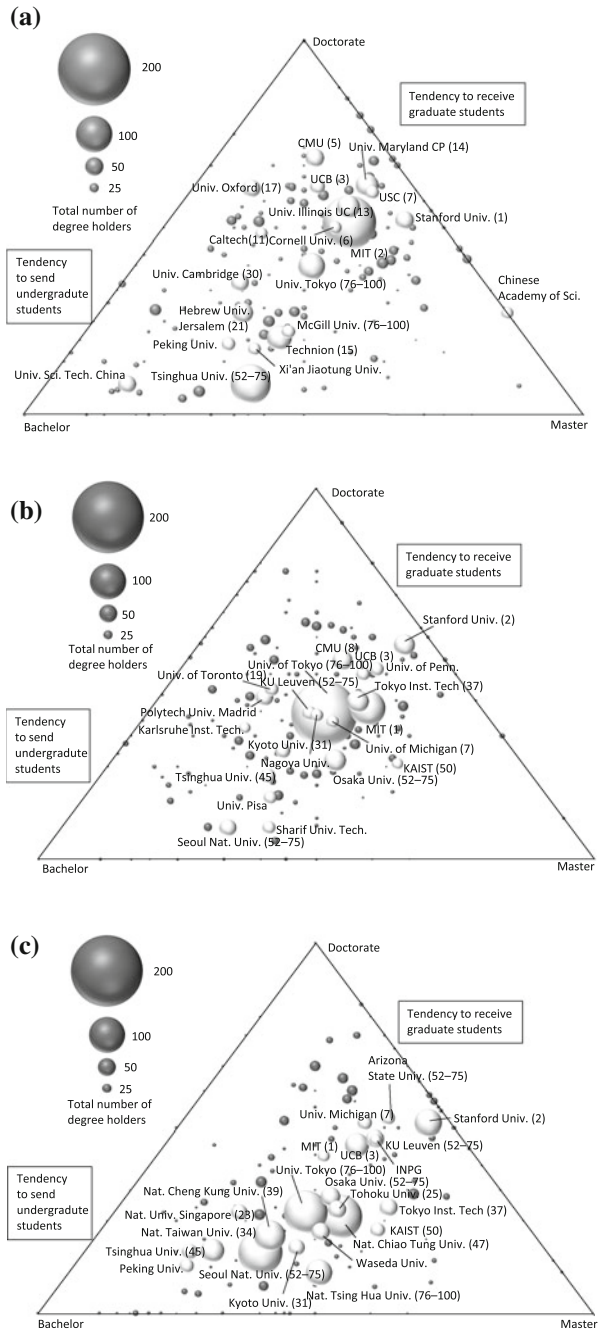 (a)
Doctorate
200
Tendency to receive
graduate students
100
50
25
Total number of
degree holders
CMU (5)
Univ. Maryland CP (14)
UCB (3)
Univ. Oxford (17)
USC (7)
Univ. Illinois UC (13)
Stanford Univ. (1)
Caltech(11)
Cornell Univ. (6)
MIT (2)
Tendency
to send
undergradute
students
Univ. Cambridge (30)
Univ. Tokyo (76–100)
Chinese
Academy of Sci.
Hebrew Univ.
Jersalem (21)
McGill Univ. (76–100)
Peking Univ.
Technion (15)
Xi'an Jiaotung Univ.
Univ. Sci. Tech. China
Tsinghua Univ. (52–75)
Bachelor
Master
(b)
Doctorate
200
Tendency to receive
graduate students
100
50
25
Total number of
degree holders
Stanford Univ. (2)
CMU (8)
UCB (3)
Univ. of Tokyo (76–100)
Univ. of Penn.
Univ. of Toronto (19)
KU Leuven (52–75)
Tokyo Inst. Tech (37)
Polytech Univ. Madrid
Tendency
to send
undergradute
students
Karlsruhe Inst. Tech.
MIT (1)
Kyoto Univ. (31)
Univ. of Michigan (7)
Nagoya Univ.
KAIST (50)
Tsinghua Univ. (45)
Osaka Univ. (52–75)
Univ. Pisa
Sharif Univ. Tech.
Seoul Nat. Univ. (52–75)
Bachelor
Master
(c)
Doctorate
200
Tendency to receive
graduate students
100
50
25
Total number of
degree holders
Arizona
State Univ. (52–75)
Univ. Michigan (7)
Stanford Univ. (2)
MIT (1)
KU Leuven (52–75)
UCB (3)
INPG
Univ. Tokyo (76–100)
Osaka Univ. (52–75)
Tendency
to send
undergradute
students
Nat. Cheng Kung Univ. (39)
Tohoku Univ. (25)
Nat. Univ. Singapore (23)
Tokyo Inst. Tech (37)
Nat. Taiwan Univ. (34)
KAIST (50)
Nat. Chiao Tung Univ. (47)
Tsinghua Univ. (45)
Waseda Univ.
Peking Univ.
Seoul Nat. Univ. (52–75)
Nat. Tsing Hua Univ. (76–100)
Kyoto Univ. (31)
Bachelor
Master